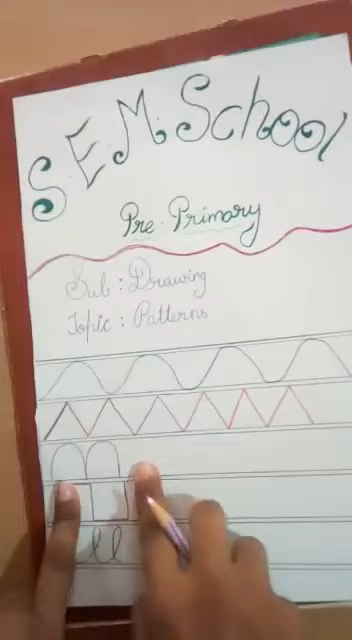 S.E.M. School
Pre-Primary
Sub : Drawing
Topic : Patterns